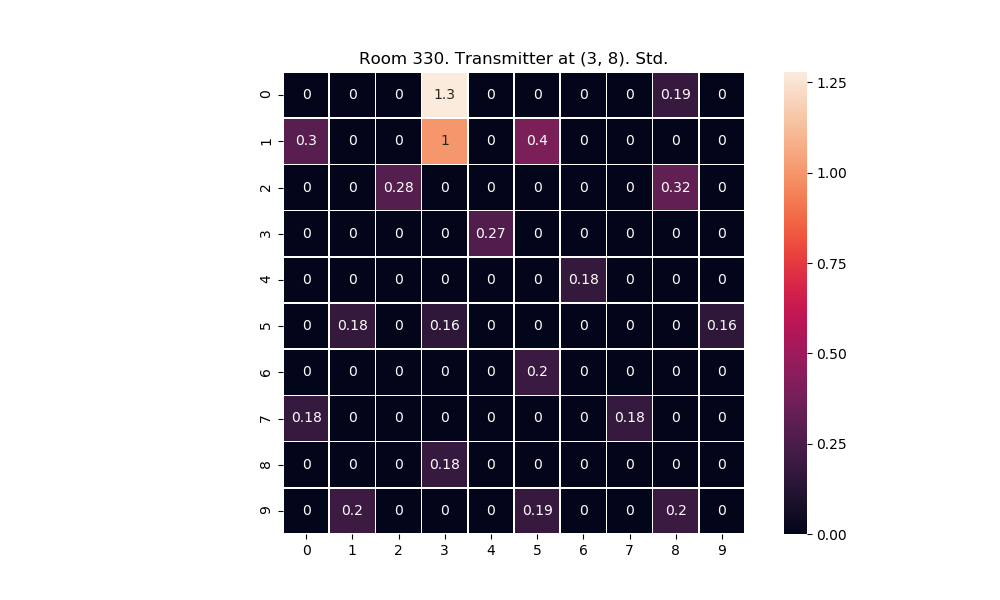 Room 330. Transmitter at (3, 8). Std.
0 0 0 0 1.3 0 0 0 0 0.19 0
1 0.3 0 0 1 0 0.4 0 0 0 0
2 0 0 0.28 0 0 0 0 0 0.32 0
3 0 0 0 0 0.27 0 0 0 0 0
4 0 0 0 0 0 0 0.18 0 0 0
5 0 0.18 0 0.16 0 0 0 0 0 0.16
6 0 0 0 0 0 0.2 0 0 0 0
7 0.18 0 0 0 0 0 0 0.18 0 0
8 0 0 0 0.18 0 0 0 0 0 0
9 0 0.2 0 0 0 0.19 0 0 0.2 0
0 1 2 3 4 5 6 7 8 9
1.25
1.00
0.75
0.50
0.25
0.00